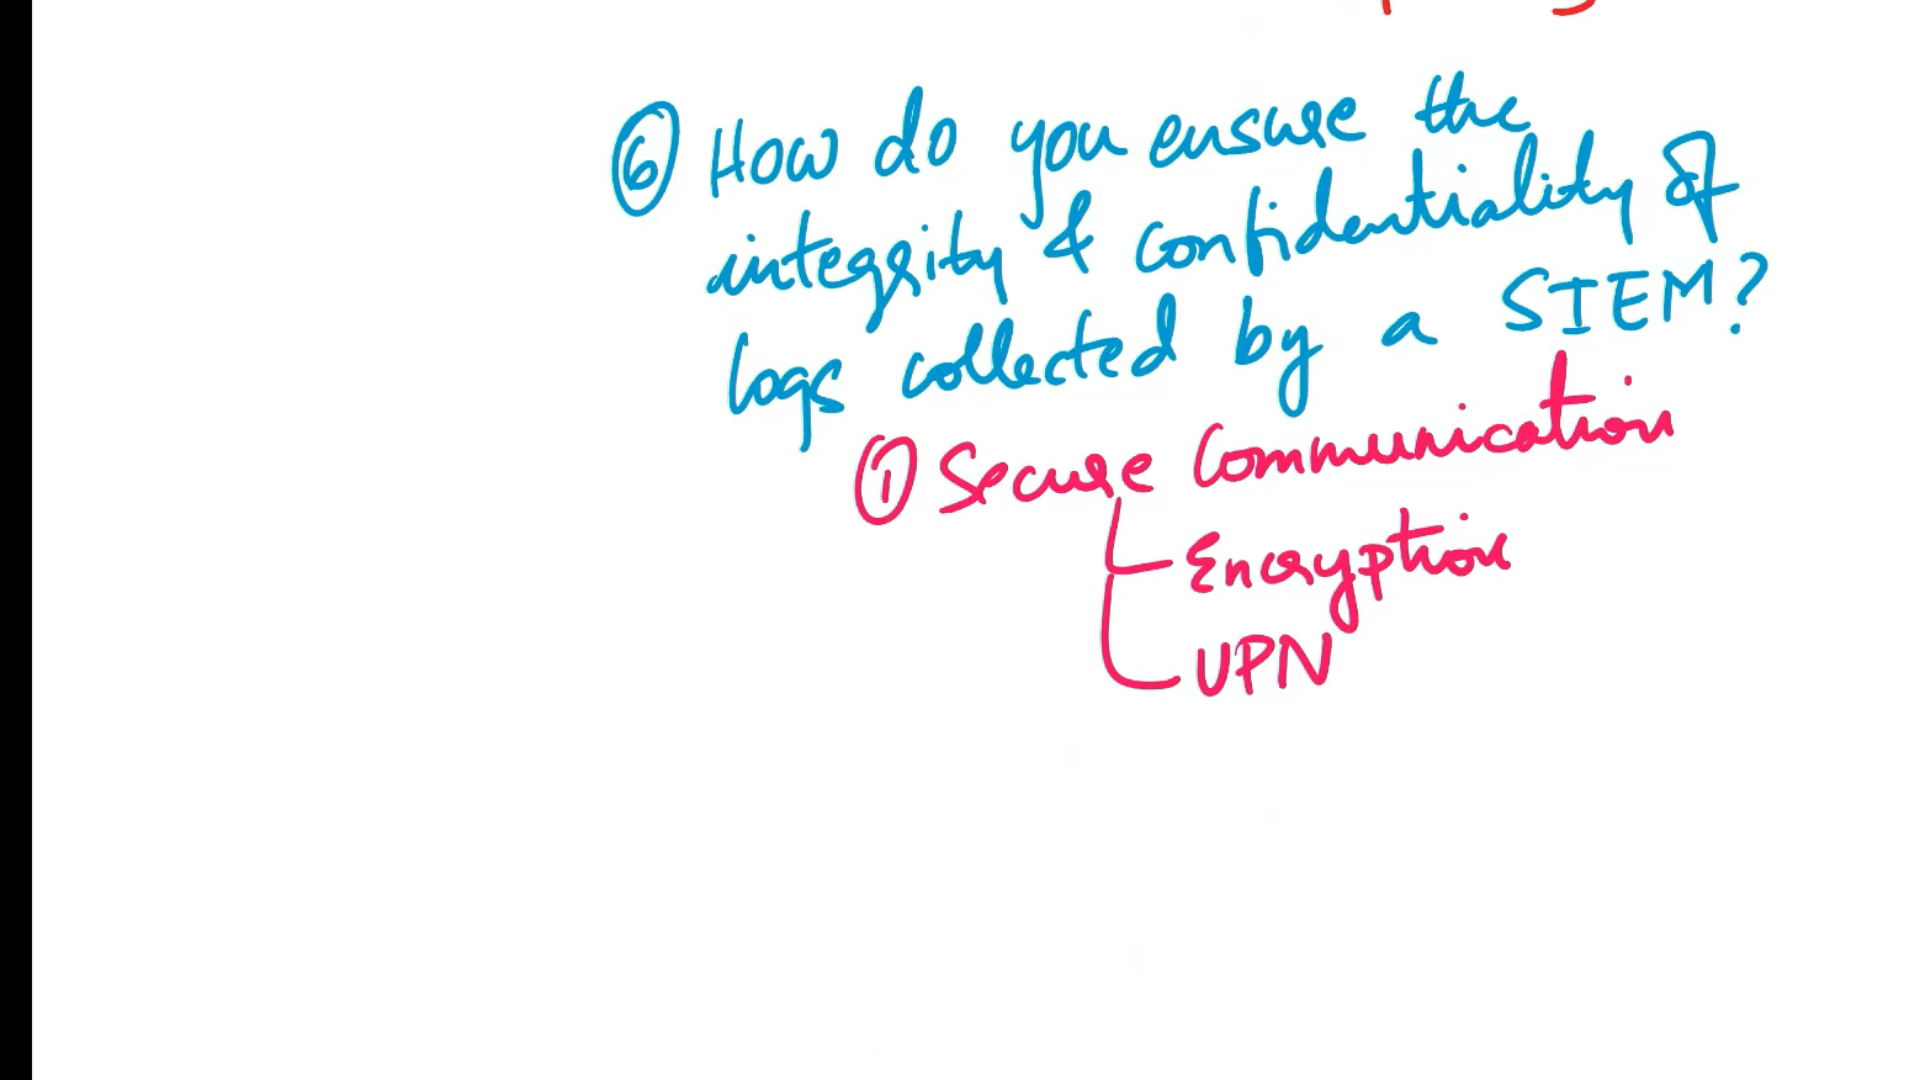 ⑥ How do you ensure the
integrity & confidentiality of
logs collected by a SIEM?
① Secure Communication
Encryption
VPN